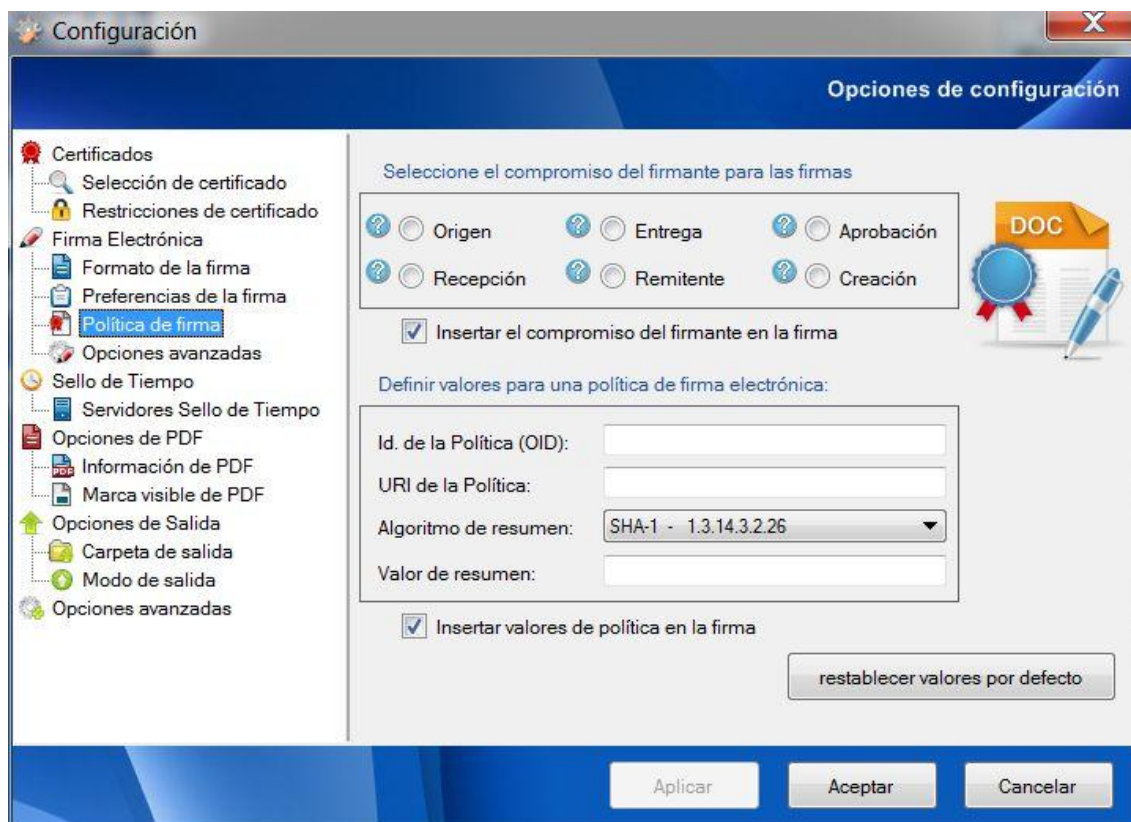 Configuración
X
Opciones de configuración
Certificados
Selección de certificado
Restricciones de certificado
Firma Electrónica
Formato de la firma
Preferencias de la firma
Política de firma
Opciones avanzadas
Sello de Tiempo
Servidores Sello de Tiempo
Opciones de PDF
Información de PDF
Marca visible de PDF
Opciones de Salida
Carpeta de salida
Modo de salida
Opciones avanzadas
Seleccione el compromiso del firmante para las firmas
? Origen ? Entrega ? Aprobación
? Recepción ? Remitente ? Creación
DOC
Insertar el compromiso del firmante en la firma
Definir valores para una política de firma electrónica:
Id. de la Política (OID):
URI de la Política:
Algoritmo de resumen: SHA-1 - 1.3.14.3.2.26
Valor de resumen:
Insertar valores de política en la firma
restablecer valores por defecto
Aplicar Aceptar Cancelar